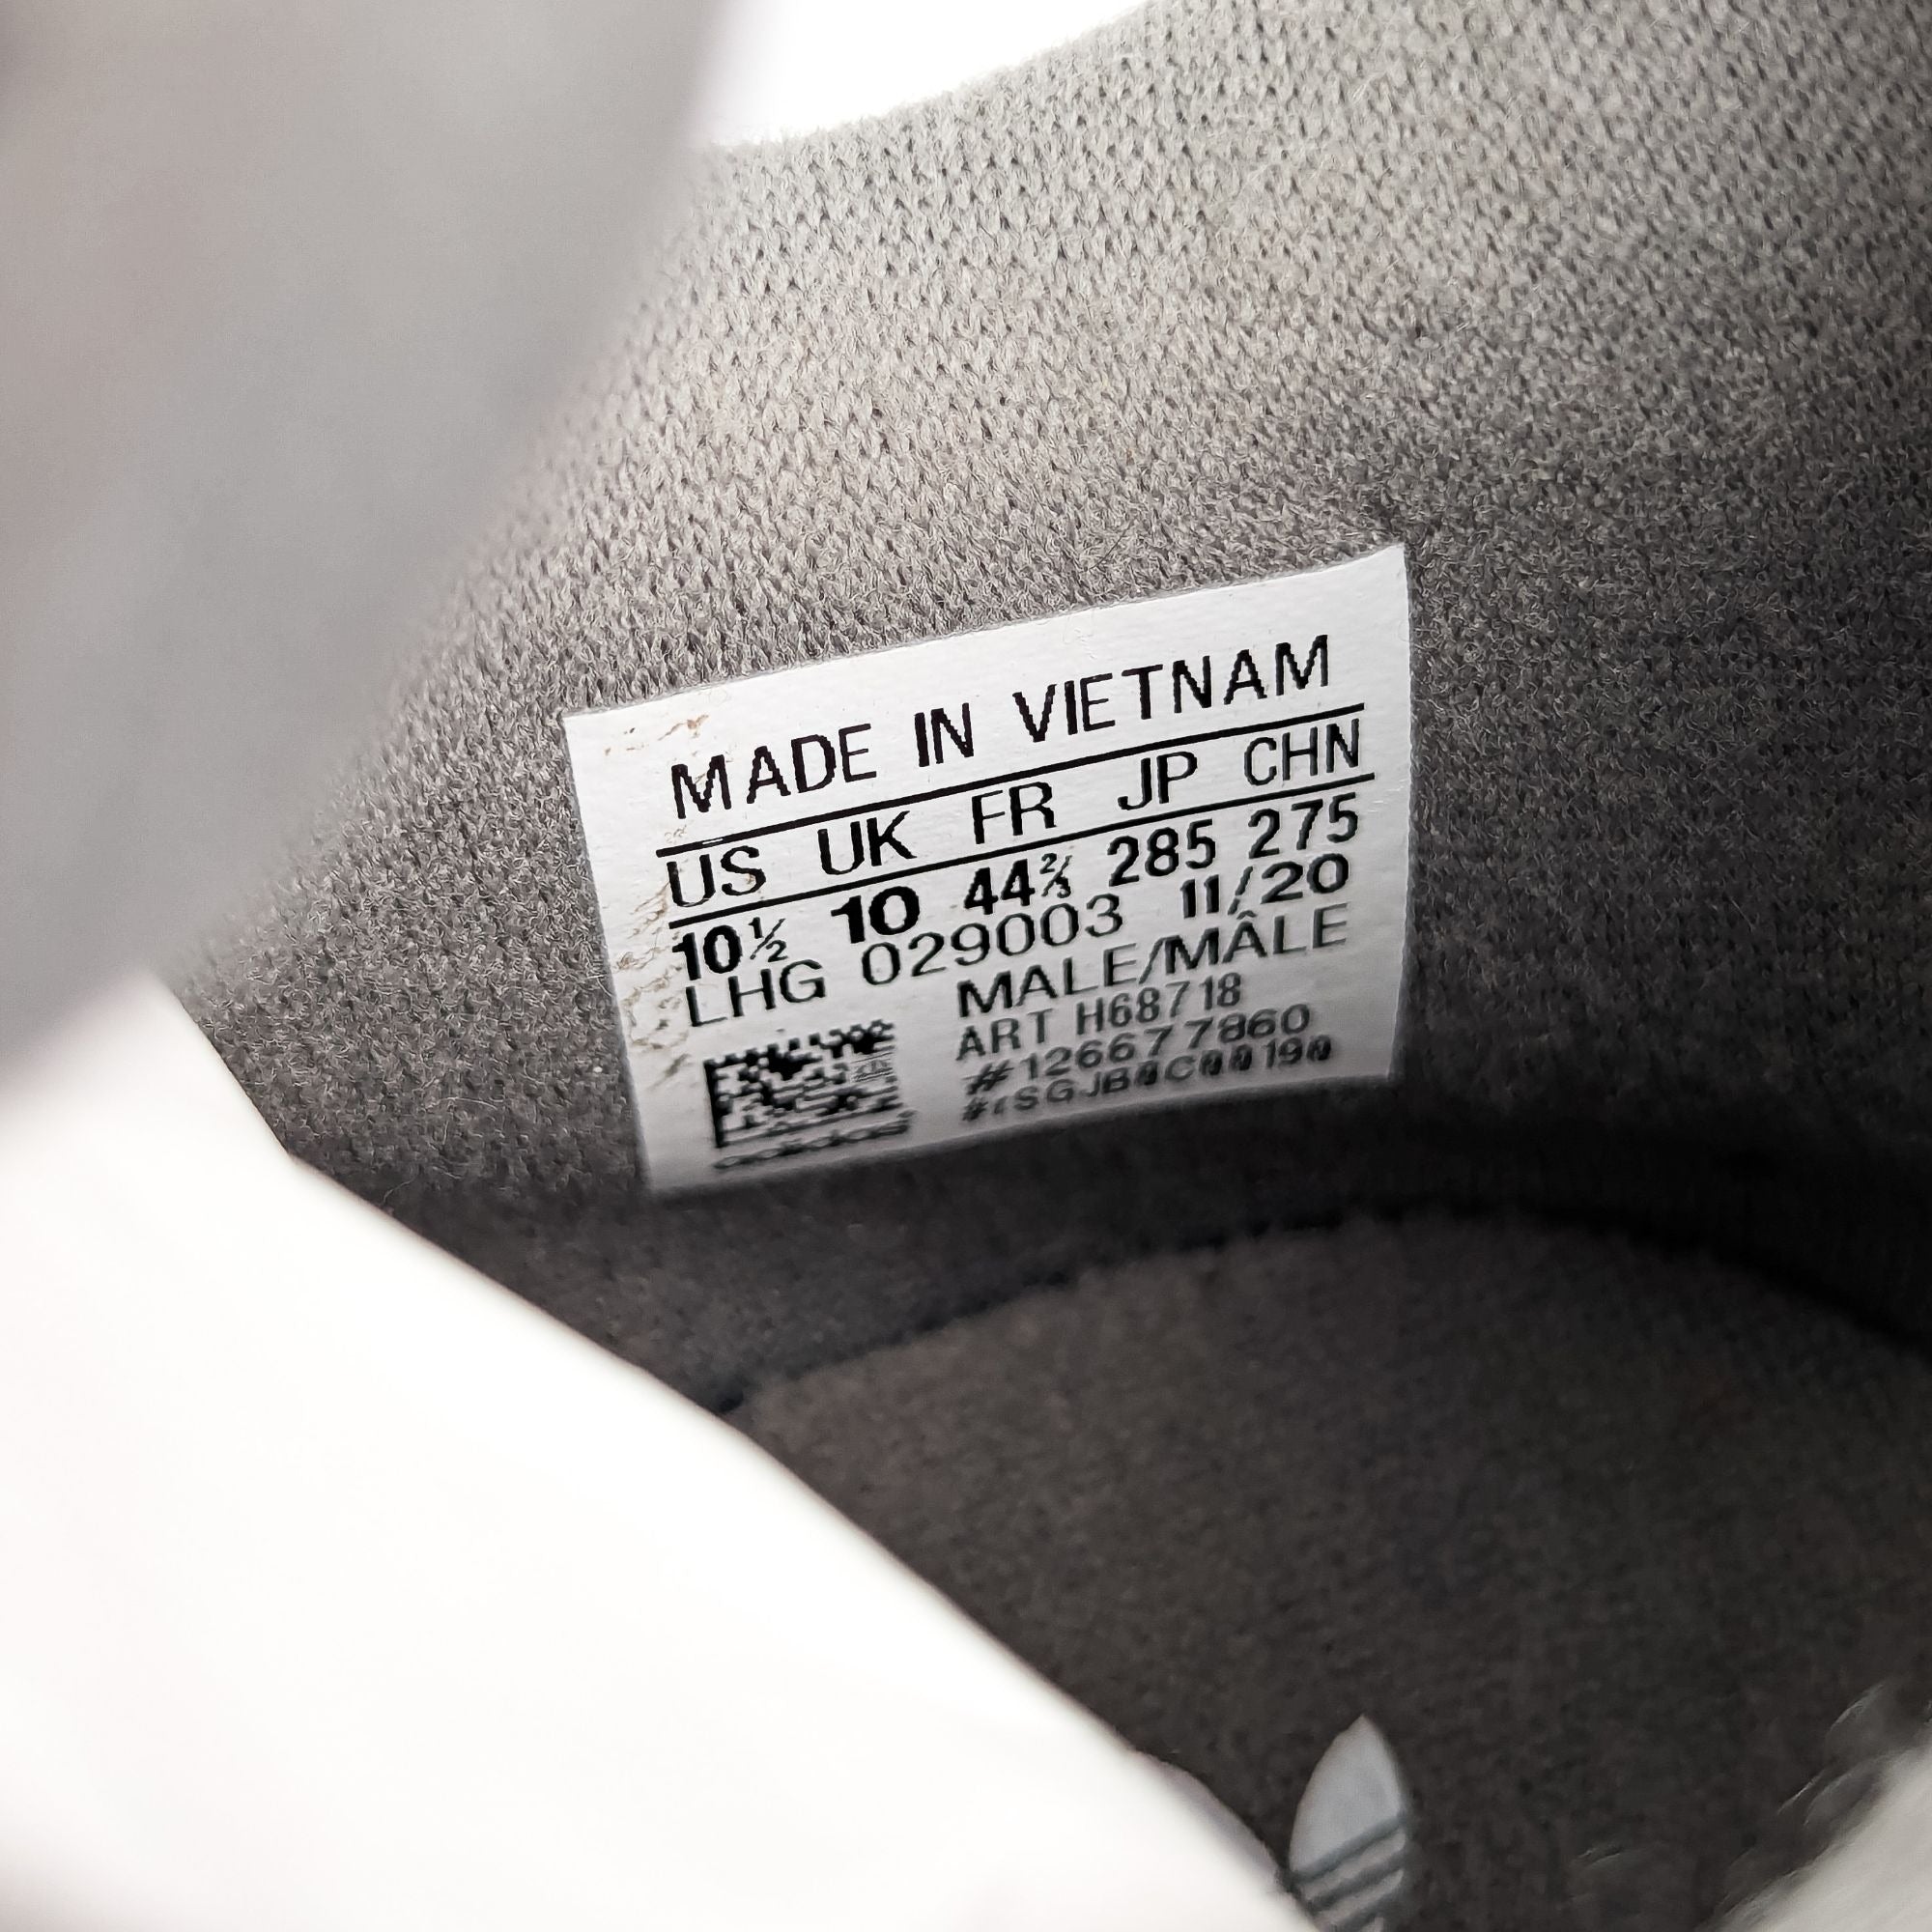 MADE IN VIETNAM
US UK FR JP CHN
10½ 10 44⅔ 285 275
LHG 029003 11/20
MALE/MÂLE
ART H68718
#126677860
adidas